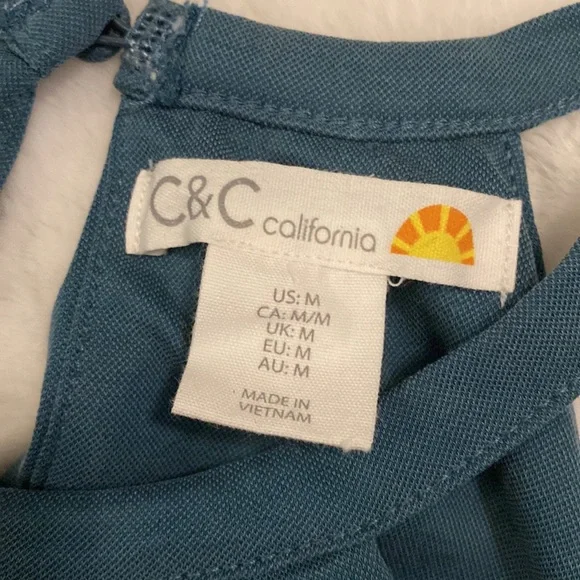 C&C california
US: M
CA: M/M
UK: M
EU: M
AU: M
MADE IN
VIETNAM